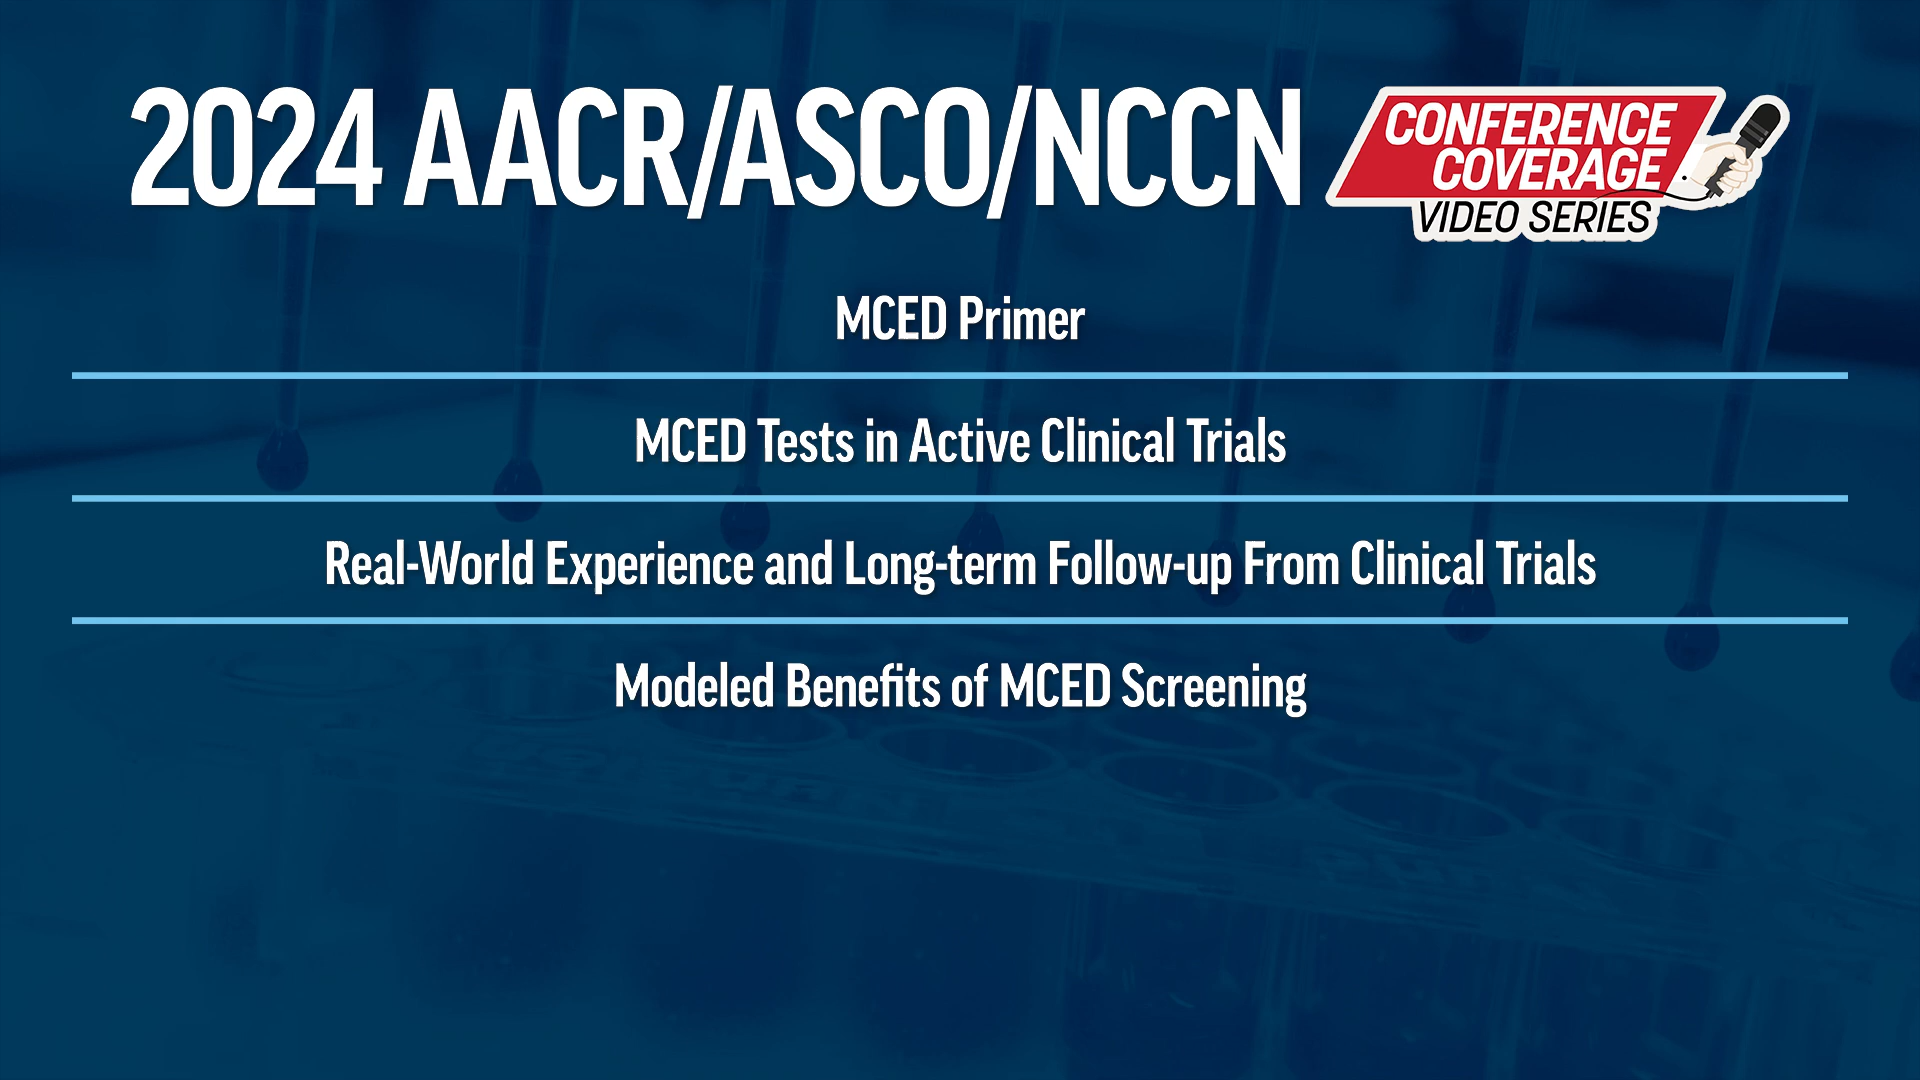 2024 AACR/ASCO/NCCN
CONFERENCE
COVERAGE
VIDEO SERIES
MCED Primer
MCED Tests in Active Clinical Trials
Real-World Experience and Long-term Follow-up From Clinical Trials
Modeled Benefits of MCED Screening